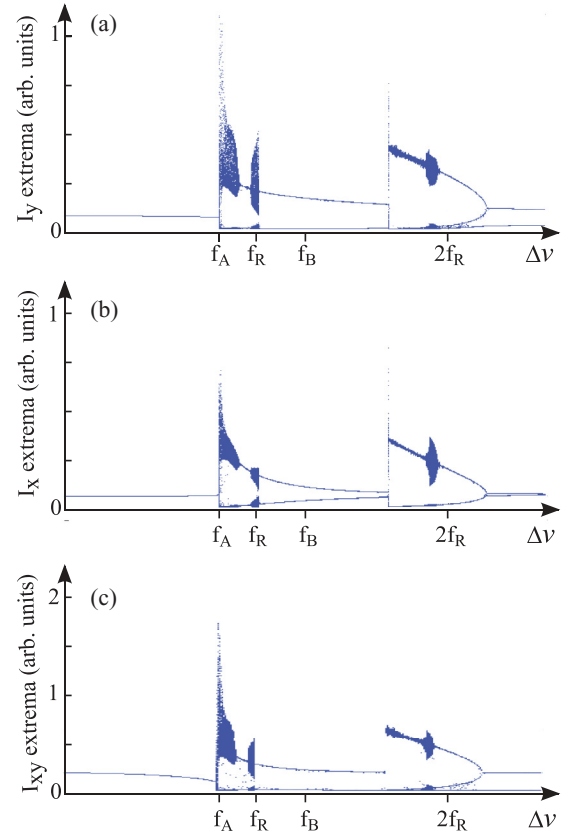 (a)
I_y extrema (arb. units)
1
0
f_A f_R f_B 2f_R Δν
(b)
I_x extrema (arb. units)
1
0
f_A f_R f_B 2f_R Δν
(c)
I_xy extrema (arb. units)
2
1
0
f_A f_R f_B 2f_R Δν